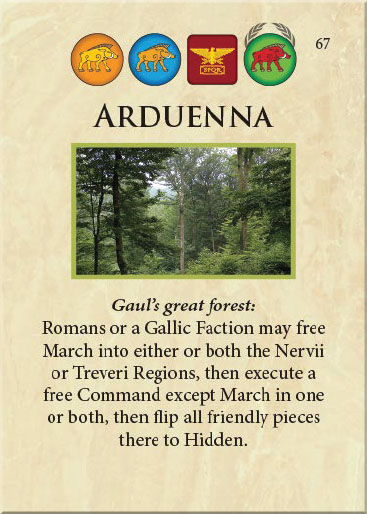 67
SPQR
ARDUENNA
Gaul's great forest:
Romans or a Gallic Faction may free
March into either or both the Nervii
or Treveri Regions, then execute a
free Command except March in one
or both, then flip all friendly pieces
there to Hidden.